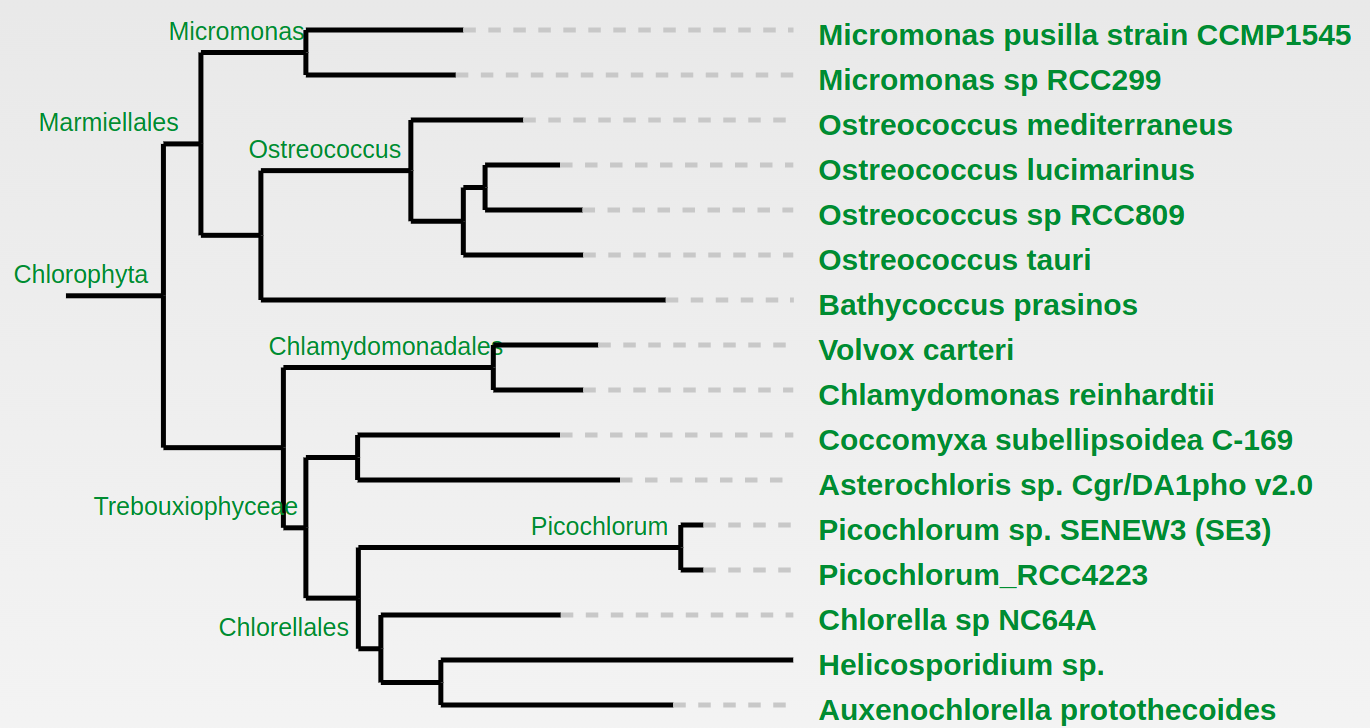 Micromonas
Micromonas pusilla strain CCMP1545
Micromonas sp RCC299
Marmiellales
Ostreococcus mediterraneus
Ostreococcus
Ostreococcus lucimarinus
Ostreococcus sp RCC809
Ostreococcus tauri
Chlorophyta
Bathycoccus prasinos
Chlamydomonadales
Volvox carteri
Chlamydomonas reinhardtii
Coccomyxa subellipsoidea C-169
Asterochloris sp. Cgr/DA1pho v2.0
Trebouxiophyceae
Picochlorum
Picochlorum sp. SENEW3 (SE3)
Picochlorum_RCC4223
Chlorella sp NC64A
Chlorellales
Helicosporidium sp.
Auxenochlorella protothecoides